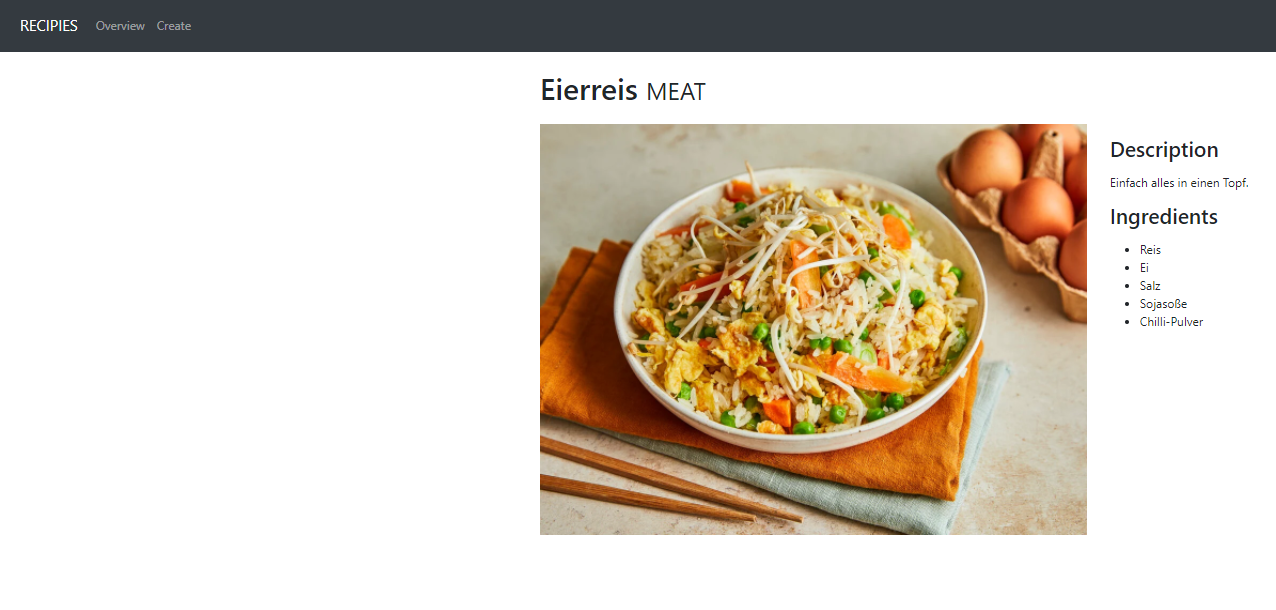 RECIPIES Overview Create
Eierreis MEAT
Description
Einfach alles in einen Topf.
Ingredients
Reis
Ei
Salz
Sojasoße
Chilli-Pulver